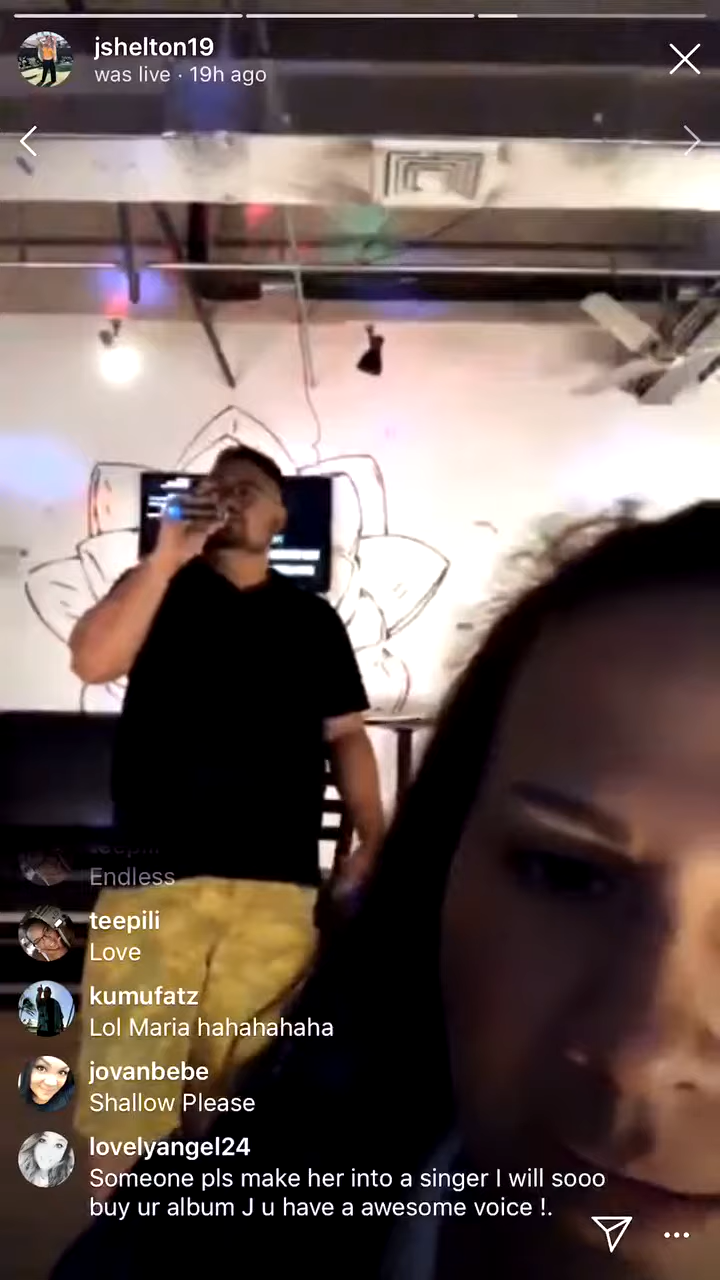 jshelton19
was live · 19h ago
Endless
teepili
Love
kumufatz
Lol Maria hahahahaha
jovanbebe
Shallow Please
lovelyangel24
Someone pls make her into a singer I will sooo
buy ur album J u have a awesome voice !.